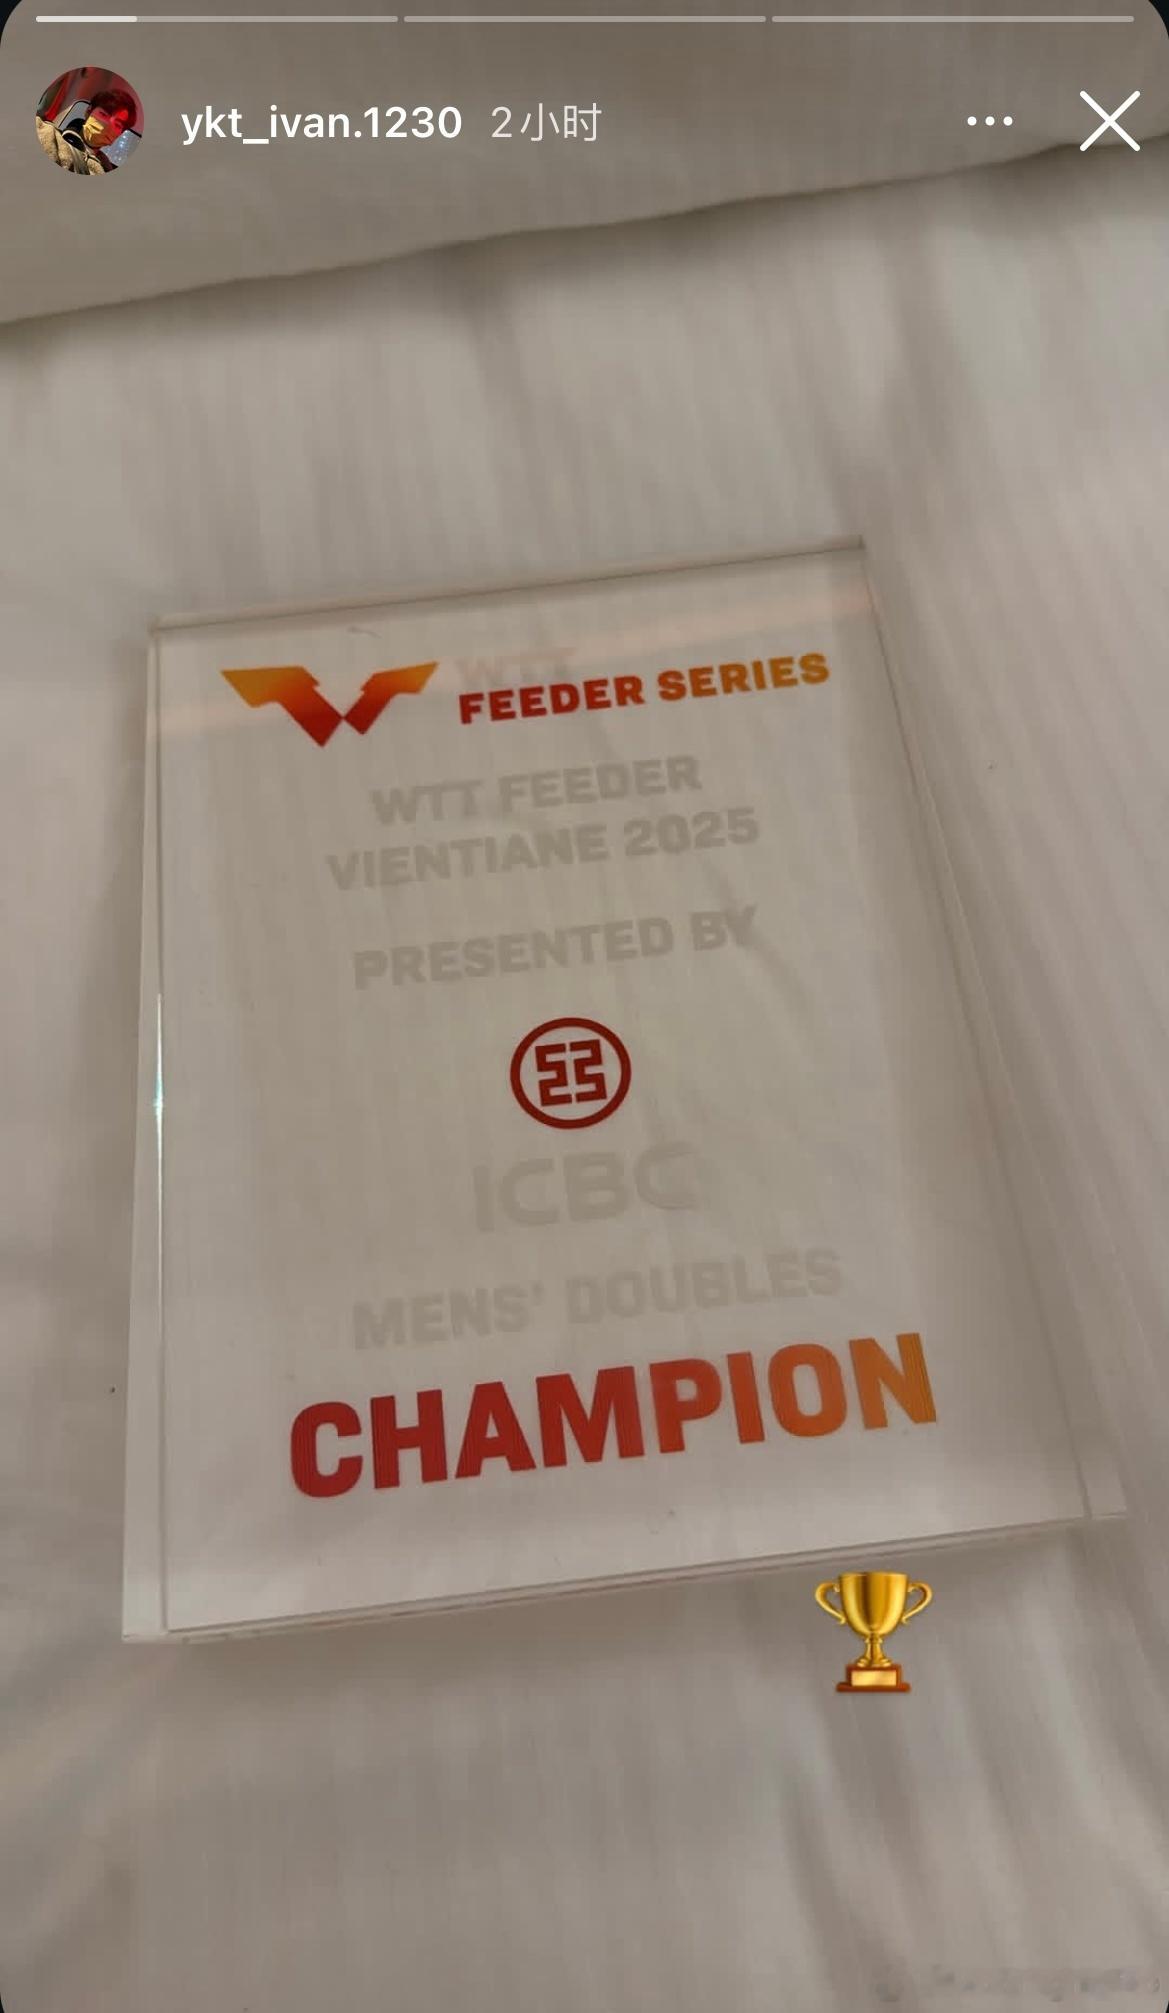 ykt_ivan.1230 2小时
WTT
FEEDER SERIES
WTT FEEDER
VIENTIANE 2025
PRESENTED BY
ICBC
MENS' DOUBLES
CHAMPION